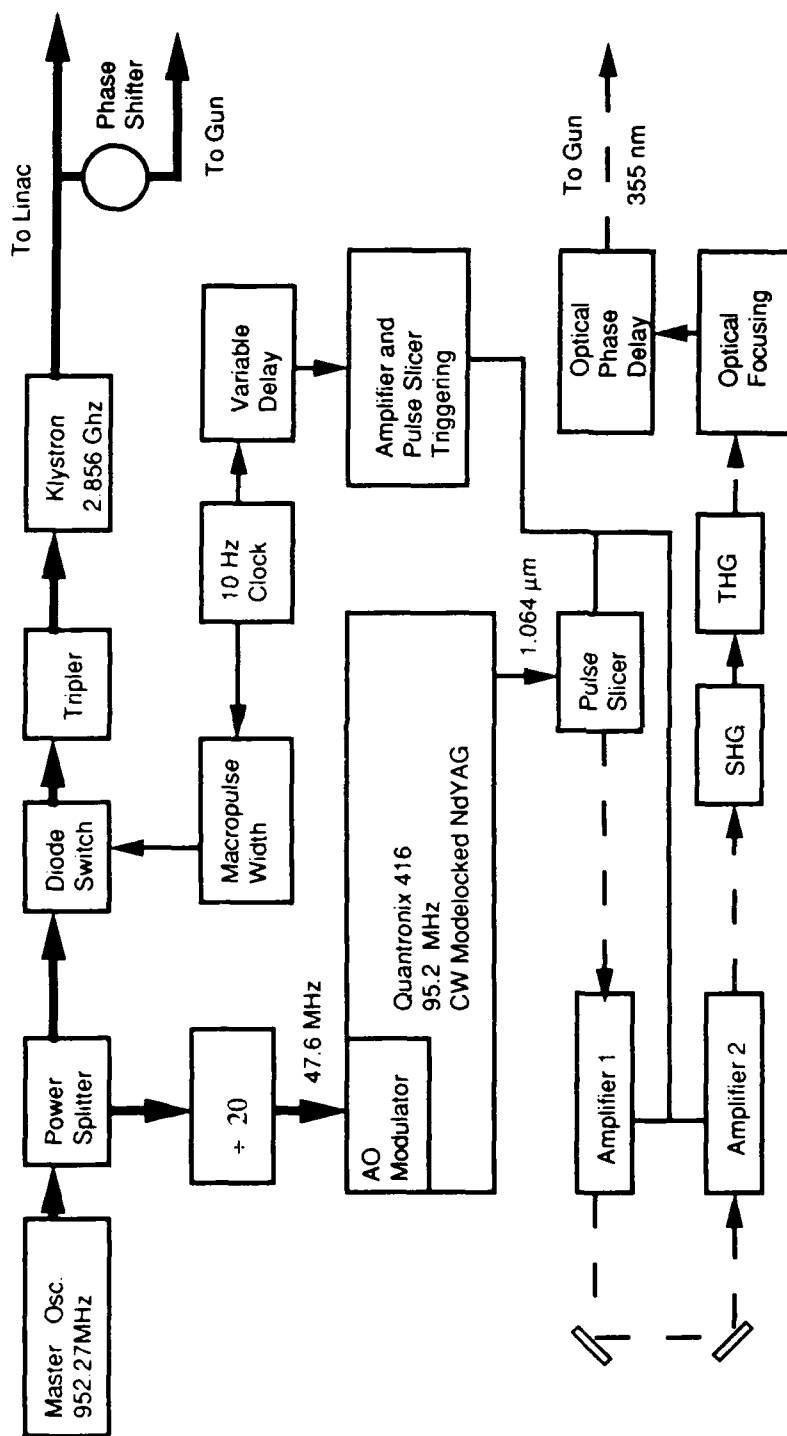 Master Osc.
952.27MHz
Power
Splitter
Diode
Switch
Tripler
Klystron
2.856 Ghz
To Linac
Phase
Shifter
To Gun
÷ 20
47.6 MHz
Macropulse
Width
10 Hz
Clock
Variable
Delay
AO
Modulator
Quantronix 416
95.2 MHz
CW Modelocked NdYAG
Amplifier and
Pulse Slicer
Triggering
1.064 µm
Pulse
Slicer
Amplifier 1
Amplifier 2
SHG
THG
Optical
Focusing
Optical
Phase
Delay
To Gun
355 nm